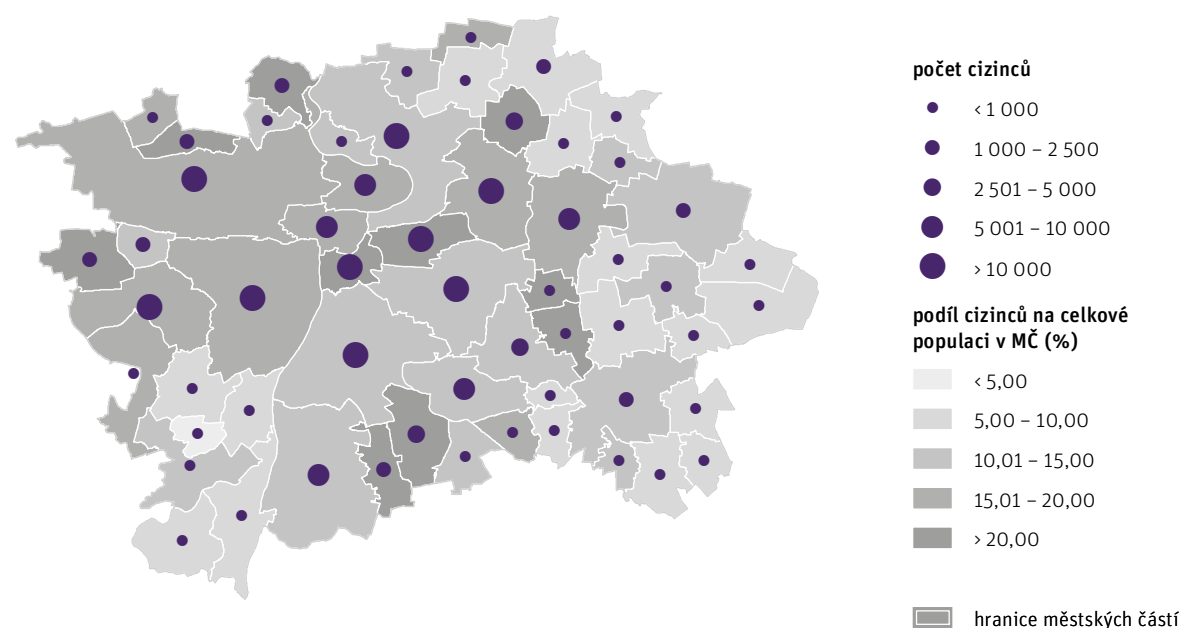 počet cizinců
< 1 000
1 000 – 2 500
2 501 – 5 000
5 001 – 10 000
> 10 000
podíl cizinců na celkové
populaci v MČ (%)
< 5,00
5,00 – 10,00
10,01 – 15,00
15,01 – 20,00
> 20,00
hranice městských částí